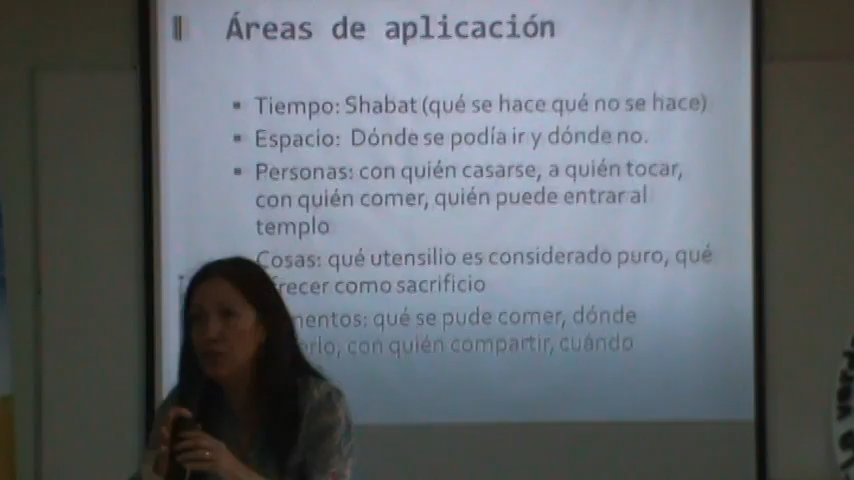 Áreas de aplicación
▪ Tiempo: Shabat (qué se hace qué no se hace)
▪ Espacio: Dónde se podía ir y dónde no.
▪ Personas: con quién casarse, a quién tocar,
con quién comer, quién puede entrar al
templo
Cosas: qué utensilio es considerado puro, qué
frecer como sacrificio
mentos: qué se pude comer, dónde
con quién compartir, cuándo